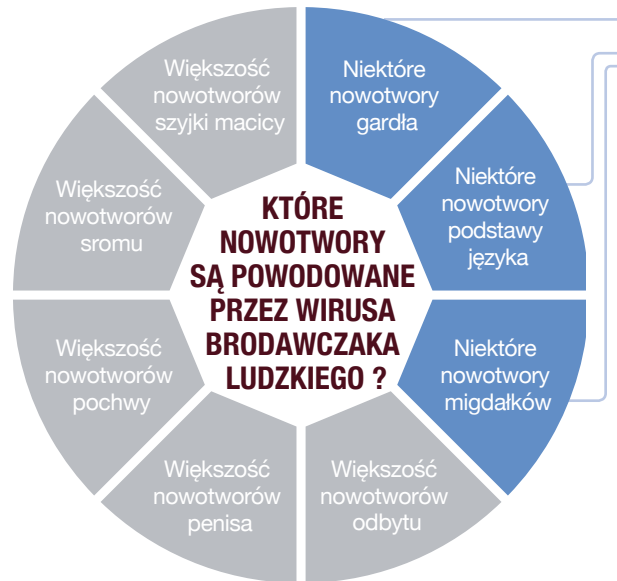 KTÓRE
NOWOTWORY
SĄ POWODOWANE
PRZEZ WIRUSA
BRODAWCZAKA
LUDZKIEGO ?
Niektóre
nowotwory
gardła
Niektóre
nowotwory
podstawy
języka
Niektóre
nowotwory
migdałków
Większość
nowotworów
odbytu
Większość
nowotworów
penisa
Większość
nowotworów
pochwy
Większość
nowotworów
sromu
Większość
nowotworów
szyjki macicy